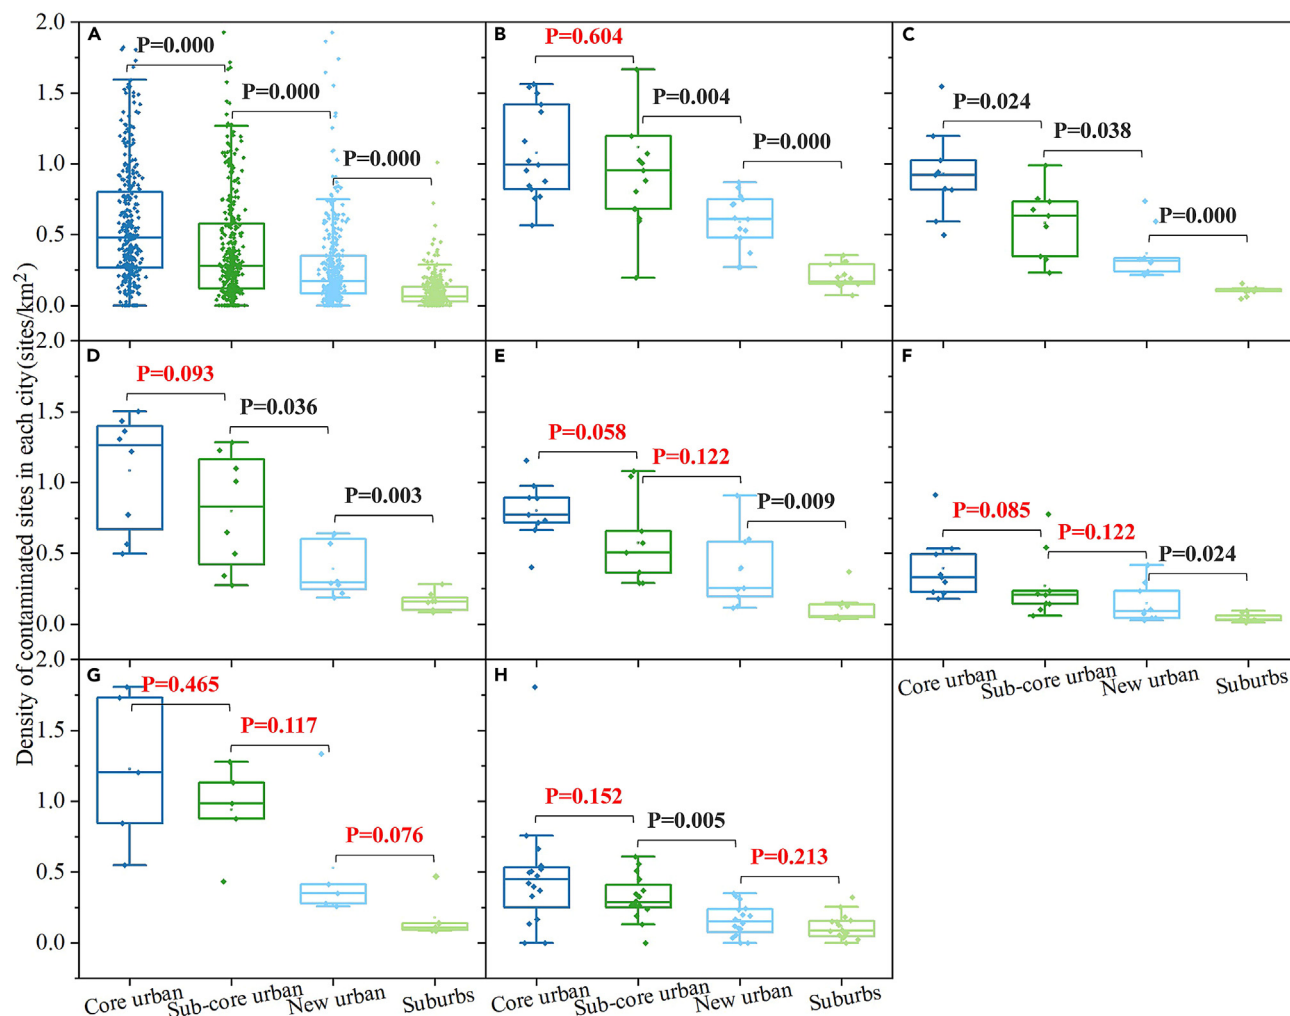 Density of contaminated sites in each city(sites/km²)
2.0
1.5
1.0
0.5
0.0
A
P=0.000
P=0.000
P=0.000
B
P=0.604
P=0.004
P=0.000
C
P=0.024
P=0.038
P=0.000
2.0
1.5
1.0
0.5
0.0
D
P=0.093
P=0.036
P=0.003
E
P=0.058
P=0.122
P=0.009
F
P=0.085
P=0.122
P=0.024
Core urban
Sub-core urban
New urban
Suburbs
2.0
1.5
1.0
0.5
0.0
G
P=0.465
P=0.117
P=0.076
H
P=0.152
P=0.005
P=0.213
Core urban
Sub-core urban
New urban
Suburbs
Core urban
Sub-core urban
New urban
Suburbs